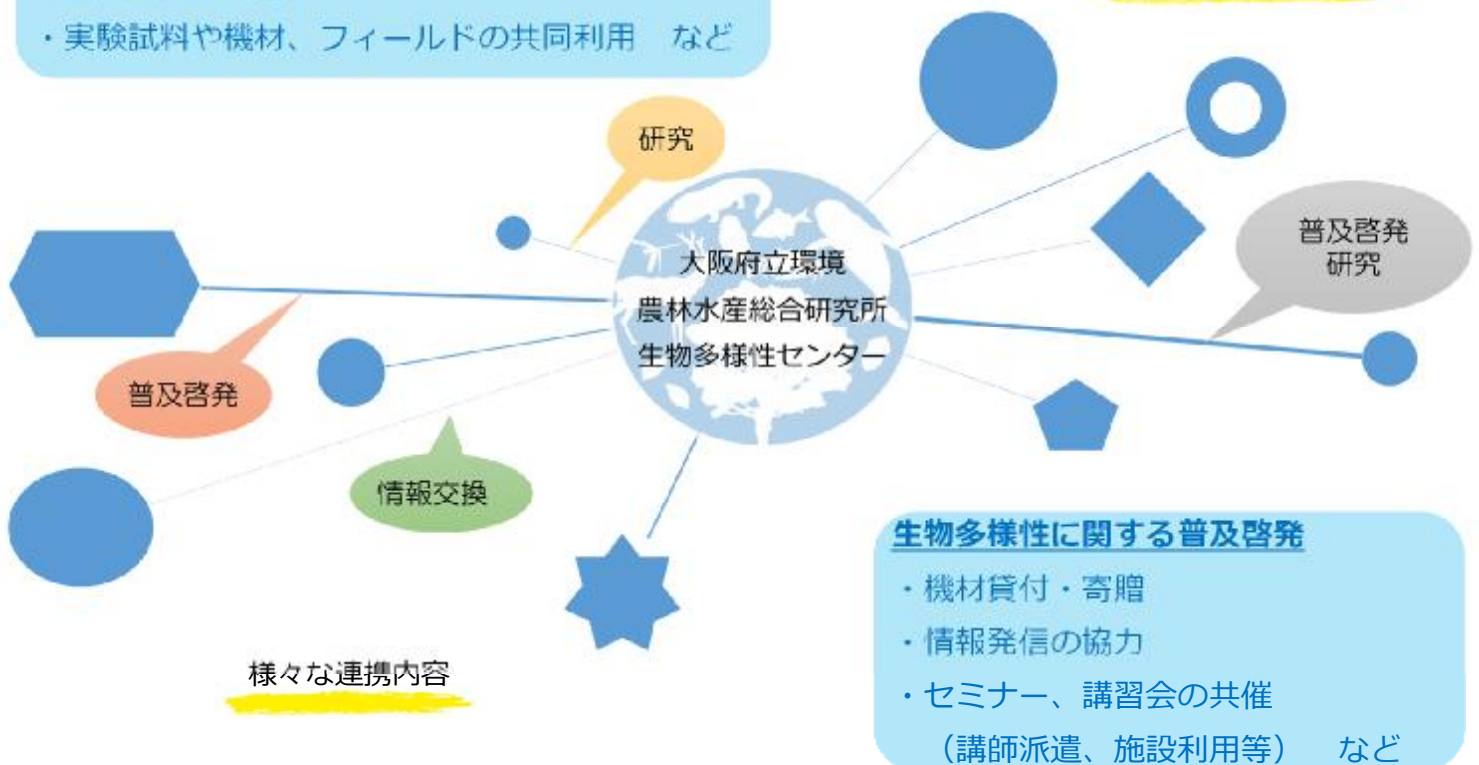 ・実験試料や機材、フィールドの共同利用　など
研究
大阪府立環境
農林水産総合研究所
生物多様性センター
普及啓発
研究
普及啓発
情報交換
生物多様性に関する普及啓発
・機材貸付・寄贈
・情報発信の協力
・セミナー、講習会の共催
（講師派遣、施設利用等）　など
様々な連携内容